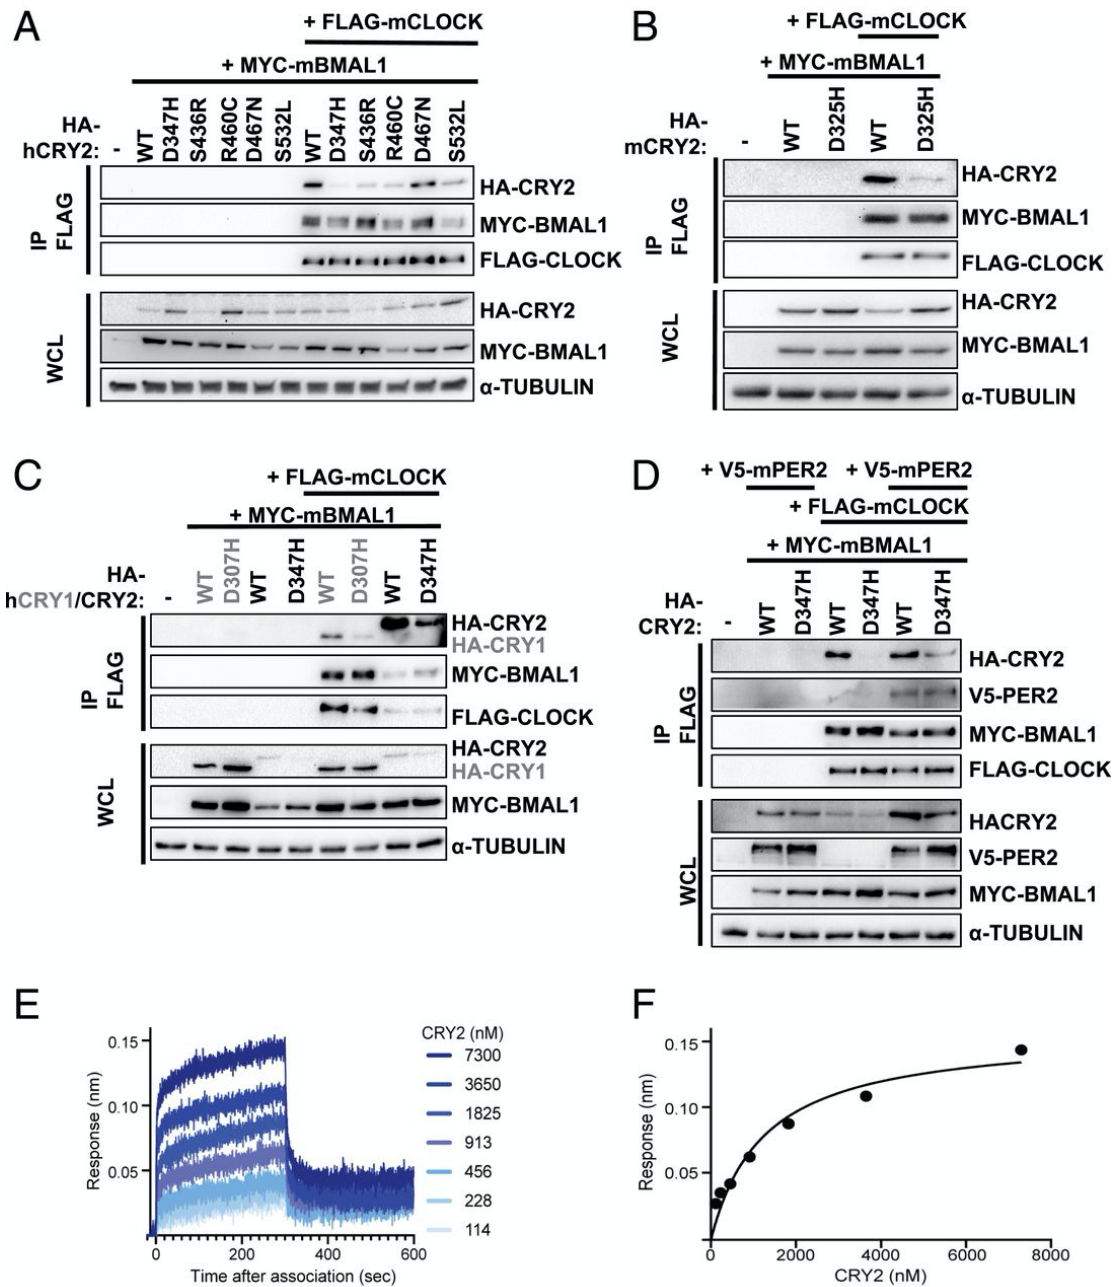 A
+ FLAG-mCLOCK
+ MYC-mBMAL1
HA-
hCRY2:
-
WT
D347H
S436R
R460C
D467N
S532L
WT
D347H
S436R
R460C
D467N
S532L
IP
FLAG
HA-CRY2
MYC-BMAL1
FLAG-CLOCK
WCL
HA-CRY2
MYC-BMAL1
α-TUBULIN
B
+ FLAG-mCLOCK
+ MYC-mBMAL1
HA-
mCRY2:
-
WT
D325H
WT
D325H
IP
FLAG
HA-CRY2
MYC-BMAL1
FLAG-CLOCK
WCL
HA-CRY2
MYC-BMAL1
α-TUBULIN
C
+ FLAG-mCLOCK
+ MYC-mBMAL1
HA-
hCRY1/CRY2:
-
WT
D307H
WT
D347H
WT
D307H
WT
D347H
IP
FLAG
HA-CRY2
HA-CRY1
MYC-BMAL1
FLAG-CLOCK
WCL
HA-CRY2
HA-CRY1
MYC-BMAL1
α-TUBULIN
D
+ V5-mPER2 + V5-mPER2
+ FLAG-mCLOCK
+ MYC-mBMAL1
HA-
CRY2:
-
WT
D347H
WT
D347H
WT
D347H
IP
FLAG
HA-CRY2
V5-PER2
MYC-BMAL1
FLAG-CLOCK
WCL
HACRY2
V5-PER2
MYC-BMAL1
α-TUBULIN
E
Response (nm)
0.15
0.10
0.05
0 200 400 600
Time after association (sec)
CRY2 (nM)
7300
3650
1825
913
456
228
114
F
Response (nm)
0.15
0.10
0.05
0 2000 4000 6000 8000
CRY2 (nM)